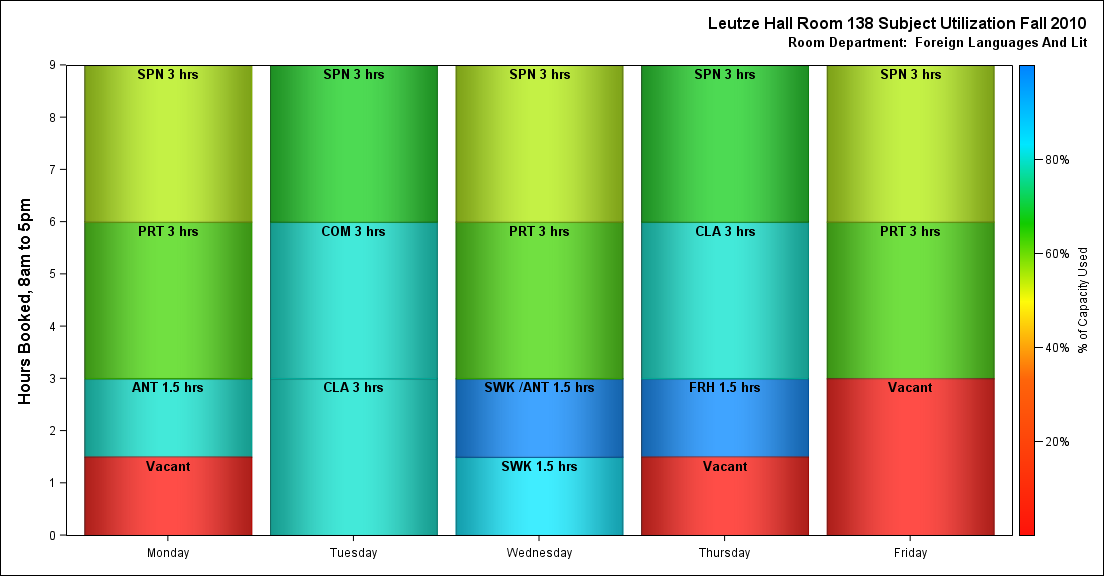 Leutze Hall Room 138 Subject Utilization Fall 2010
Room Department:  Foreign Languages And Lit
Hours Booked, 8am to 5pm
9
8
7
6
5
4
3
2
1
0
SPN 3 hrs
PRT 3 hrs
ANT 1.5 hrs
Vacant
Monday
SPN 3 hrs
COM 3 hrs
CLA 3 hrs
Tuesday
SPN 3 hrs
PRT 3 hrs
SWK /ANT 1.5 hrs
SWK 1.5 hrs
Wednesday
SPN 3 hrs
CLA 3 hrs
FRH 1.5 hrs
Vacant
Thursday
SPN 3 hrs
PRT 3 hrs
Vacant
Friday
80%
60%
40%
20%
% of Capacity Used